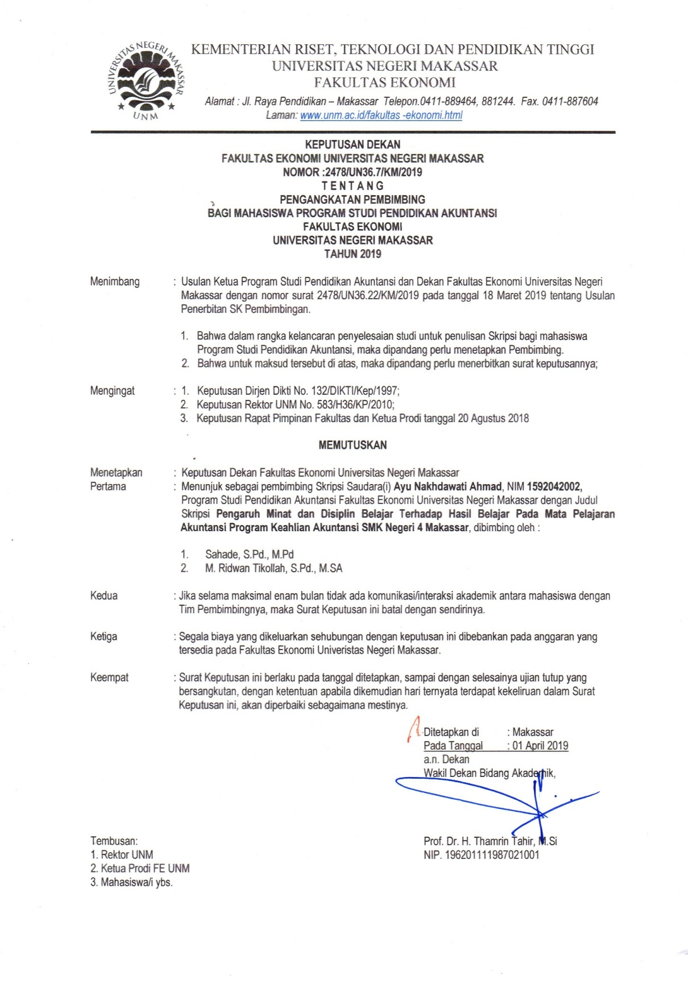 UNIVERSITAS NEGERI MAKASSAR
UNM
KEMENTERIAN RISET, TEKNOLOGI DAN PENDIDIKAN TINGGI
UNIVERSITAS NEGERI MAKASSAR
FAKULTAS EKONOMI
Alamat : Jl. Raya Pendidikan – Makassar Telepon.0411-889464, 881244. Fax. 0411-887604
Laman: www.unm.ac.id/fakultas -ekonomi.html
KEPUTUSAN DEKAN
FAKULTAS EKONOMI UNIVERSITAS NEGERI MAKASSAR
NOMOR :2478/UN36.7/KM/2019
T E N T A N G
PENGANGKATAN PEMBIMBING
BAGI MAHASISWA PROGRAM STUDI PENDIDIKAN AKUNTANSI
FAKULTAS EKONOMI
UNIVERSITAS NEGERI MAKASSAR
TAHUN 2019
Menimbang : Usulan Ketua Program Studi Pendidikan Akuntansi dan Dekan Fakultas Ekonomi Universitas Negeri
Makassar dengan nomor surat 2478/UN36.22/KM/2019 pada tanggal 18 Maret 2019 tentang Usulan
Penerbitan SK Pembimbingan.
1. Bahwa dalam rangka kelancaran penyelesaian studi untuk penulisan Skripsi bagi mahasiswa
Program Studi Pendidikan Akuntansi, maka dipandang perlu menetapkan Pembimbing.
2. Bahwa untuk maksud tersebut di atas, maka dipandang perlu menerbitkan surat keputusannya;
Mengingat : 1. Keputusan Dirjen Dikti No. 132/DIKTI/Kep/1997;
2. Keputusan Rektor UNM No. 583/H36/KP/2010;
3. Keputusan Rapat Pimpinan Fakultas dan Ketua Prodi tanggal 20 Agustus 2018
MEMUTUSKAN
Menetapkan : Keputusan Dekan Fakultas Ekonomi Universitas Negeri Makassar
Pertama : Menunjuk sebagai pembimbing Skripsi Saudara(i) Ayu Nakhdawati Ahmad, NIM 1592042002,
Program Studi Pendidikan Akuntansi Fakultas Ekonomi Universitas Negeri Makassar dengan Judul
Skripsi Pengaruh Minat dan Disiplin Belajar Terhadap Hasil Belajar Pada Mata Pelajaran
Akuntansi Program Keahlian Akuntansi SMK Negeri 4 Makassar, dibimbing oleh :
1. Sahade, S.Pd., M.Pd
2. M. Ridwan Tikollah, S.Pd., M.SA
Kedua : Jika selama maksimal enam bulan tidak ada komunikasi/interaksi akademik antara mahasiswa dengan
Tim Pembimbingnya, maka Surat Keputusan ini batal dengan sendirinya.
Ketiga : Segala biaya yang dikeluarkan sehubungan dengan keputusan ini dibebankan pada anggaran yang
tersedia pada Fakultas Ekonomi Univeristas Negeri Makassar.
Keempat : Surat Keputusan ini berlaku pada tanggal ditetapkan, sampai dengan selesainya ujian tutup yang
bersangkutan, dengan ketentuan apabila dikemudian hari ternyata terdapat kekeliruan dalam Surat
Keputusan ini, akan diperbaiki sebagaimana mestinya.
Ditetapkan di : Makassar
Pada Tanggal : 01 April 2019
a.n. Dekan
Wakil Dekan Bidang Akademik,
Prof. Dr. H. Thamrin Tahir, M.Si
NIP. 196201111987021001
Tembusan:
1. Rektor UNM
2. Ketua Prodi FE UNM
3. Mahasiswa/i ybs.